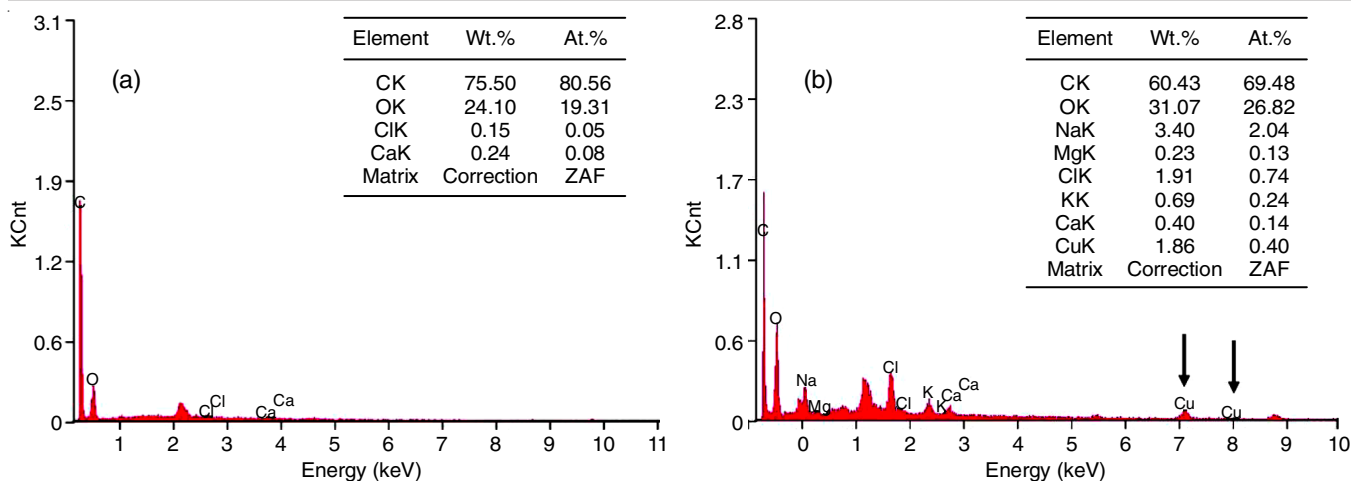 (a)
KCnt
3.1
2.5
1.9
1.2
0.6
0
Element Wt.% At.%
CK 75.50 80.56
OK 24.10 19.31
ClK 0.15 0.05
CaK 0.24 0.08
Matrix Correction ZAF
C
O
Cl
Cl
Ca
Ca
1 2 3 4 5 6 7 8 9 10 11
Energy (keV)
(b)
KCnt
2.8
2.3
1.7
1.1
0.6
0
Element Wt.% At.%
CK 60.43 69.48
OK 31.07 26.82
NaK 3.40 2.04
MgK 0.23 0.13
ClK 1.91 0.74
KK 0.69 0.24
CaK 0.40 0.14
CuK 1.86 0.40
Matrix Correction ZAF
C
O
Na
Mg
Cl
Cl
K
K
Ca
Ca
Cu
Cu
0 1 2 3 4 5 6 7 8 9 10
Energy (keV)